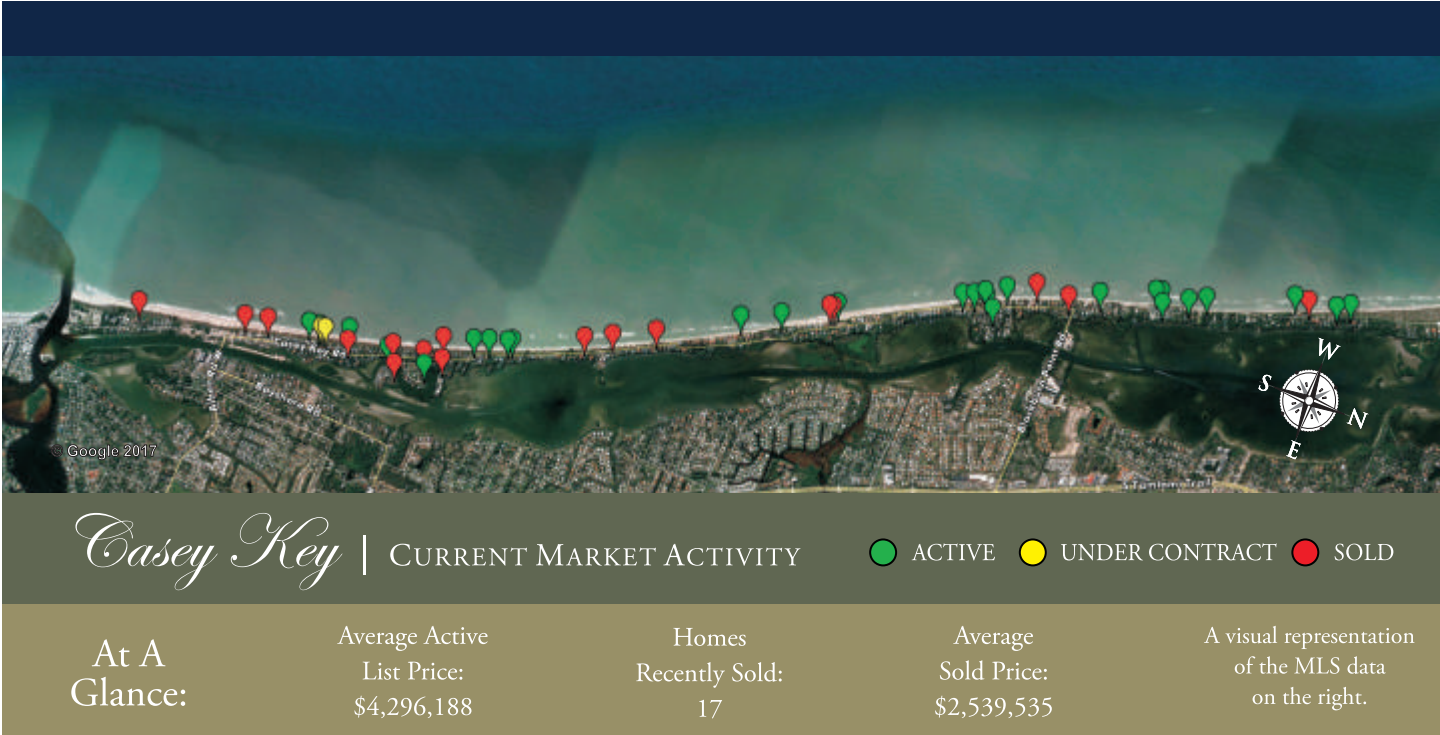 W
S
N
E
© Google 2017
Casey Key | CURRENT MARKET ACTIVITY
ACTIVE
UNDER CONTRACT
SOLD
At A
Glance:
Average Active
List Price:
$4,296,188
Homes
Recently Sold:
17
Average
Sold Price:
$2,539,535
A visual representation
of the MLS data
on the right.